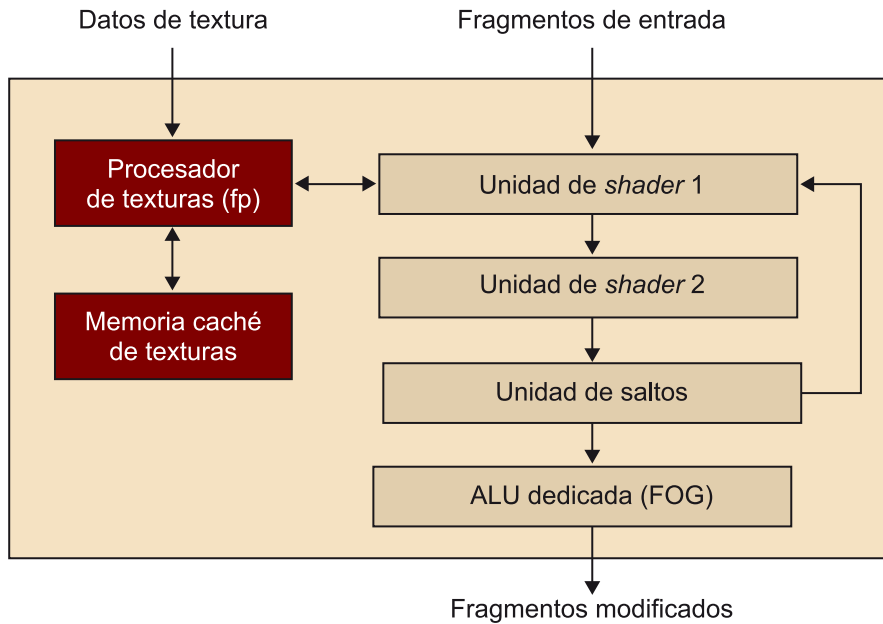 Datos de textura
Fragmentos de entrada
Procesador
de texturas (fp)
Unidad de shader 1
Unidad de shader 2
Memoria caché
de texturas
Unidad de saltos
ALU dedicada (FOG)
Fragmentos modificados